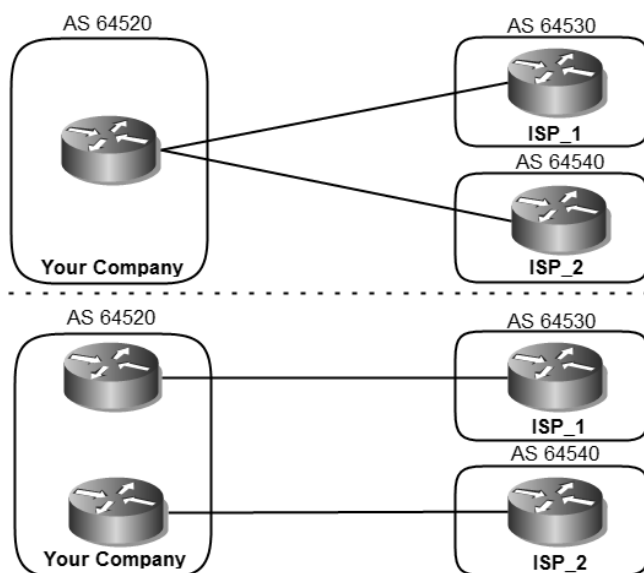 AS 64520
AS 64530
ISP_1
AS 64540
Your Company
ISP_2
AS 64520
AS 64530
ISP_1
AS 64540
Your Company
ISP_2